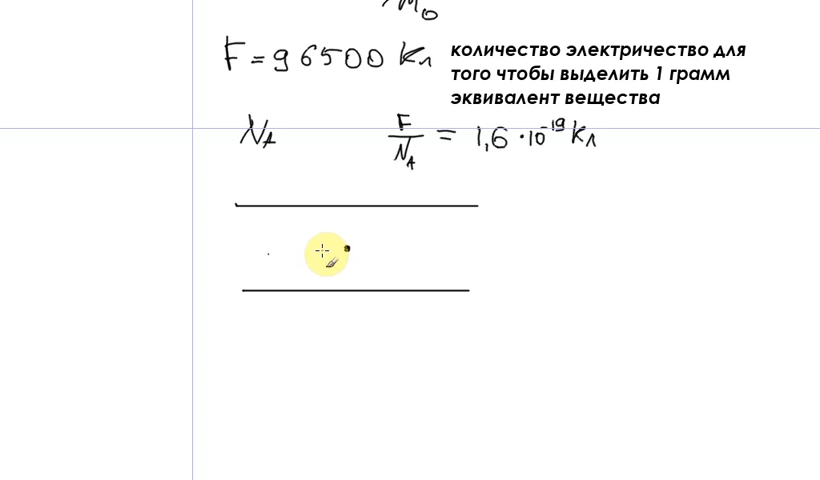 M₀
F = 96500 Кл
количество электричество для
того чтобы выделить 1 грамм
эквивалент вещества
N_A
F/N_A = 1,6 · 10⁻¹⁹ Кл